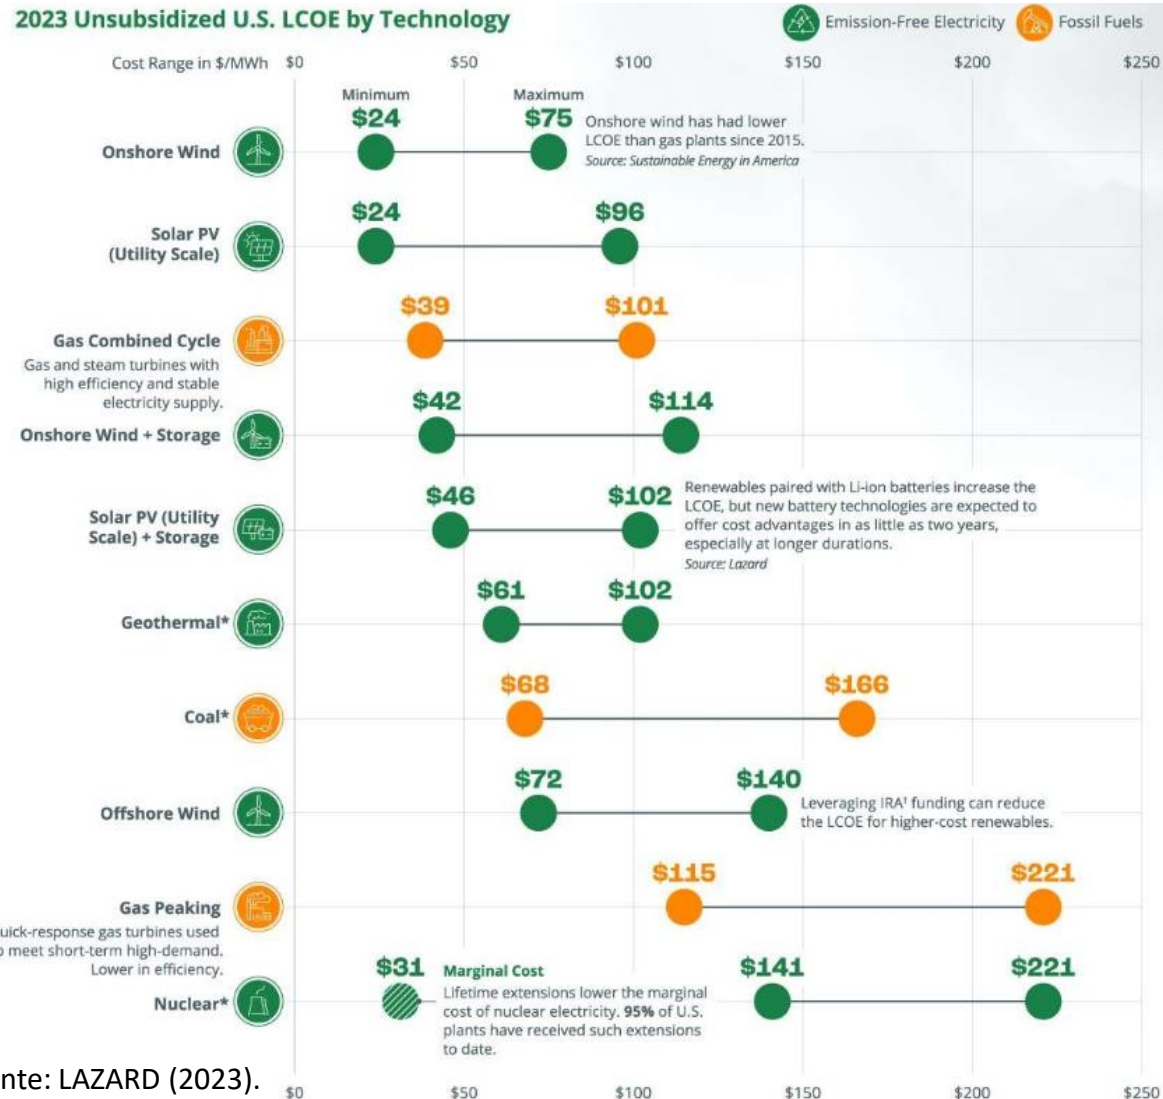 2023 Unsubsidized U.S. LCOE by Technology
Emission-Free Electricity
Fossil Fuels
Cost Range in $/MWh
$0
$50
$100
$150
$200
$250
Minimum
Maximum
$24
$75
Onshore wind has had lower
LCOE than gas plants since 2015.
Source: Sustainable Energy in America
Onshore Wind
$24
$96
Solar PV
(Utility Scale)
$39
$101
Gas Combined Cycle
Gas and steam turbines with
high efficiency and stable
electricity supply.
$42
$114
Onshore Wind + Storage
$46
$102
Renewables paired with Li-ion batteries increase the
LCOE, but new battery technologies are expected to
offer cost advantages in as little as two years,
especially at longer durations.
Source: Lazard
Solar PV (Utility
Scale) + Storage
$61
$102
Geothermal*
$68
$166
Coal*
$72
$140
Offshore Wind
Leveraging IRA¹ funding can reduce
the LCOE for higher-cost renewables.
$115
$221
Gas Peaking
uick-response gas turbines used
o meet short-term high-demand.
Lower in efficiency.
$31
Marginal Cost
Lifetime extensions lower the marginal
cost of nuclear electricity. 95% of U.S.
plants have received such extensions
to date.
$141
$221
Nuclear*
nte: LAZARD (2023).
$0
$50
$100
$150
$200
$250